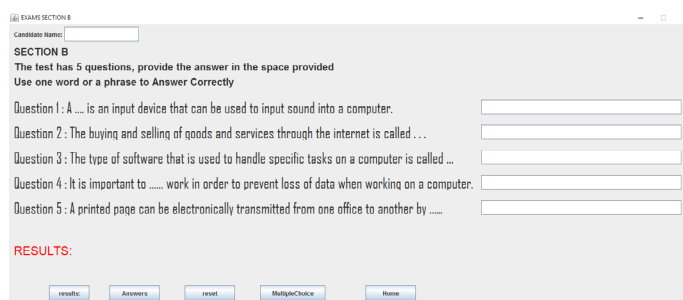 EXAMS SECTION B
Candidate Name:
SECTION B
The test has 5 questions, provide the answer in the space provided
Use one word or a phrase to Answer Correctly
Question 1 : A .... is an input device that can be used to input sound into a computer.
Question 2 : The buying and selling of goods and services through the internet is called . . .
Question 3 : The type of software that is used to handle specific tasks on a computer is called ...
Question 4 : It is important to ...... work in order to prevent loss of data when working on a computer.
Question 5 : A printed page can be electronically transmitted from one office to another by ......
RESULTS:
results: Answers reset MultipleChoice Home